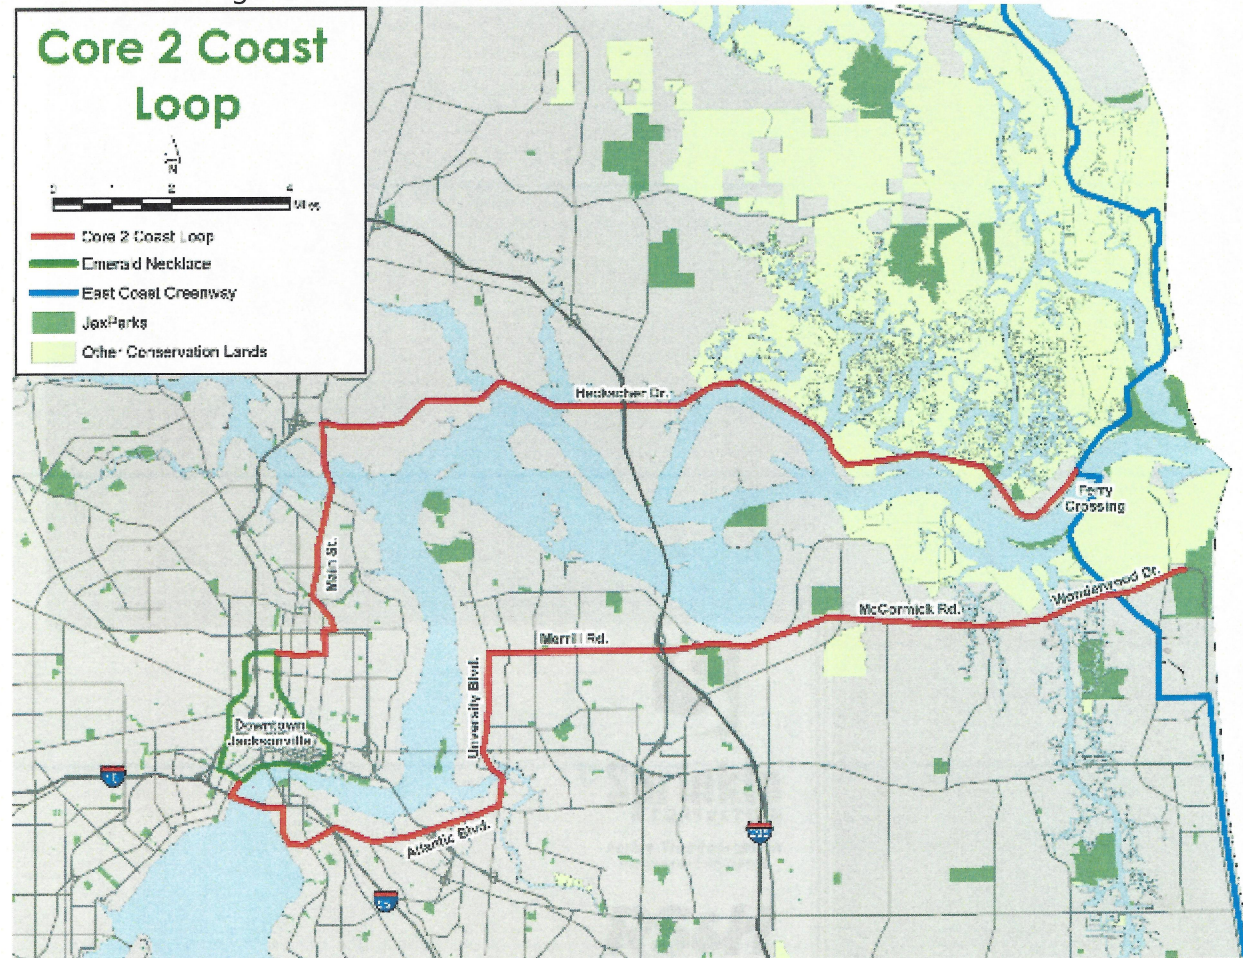 Core 2 Coast
Loop
N
0 1 2 4
Miles
Core 2 Coast Loop
Emerald Necklace
East Coast Greenway
JaxParks
Other Conservation Lands
Heckscher Dr.
Ferry
Crossing
Main St.
McCormick Rd.
Wonderwood Dr.
Merrill Rd.
University Blvd.
Downtown
Jacksonville
10
Atlantic Blvd.
295
95